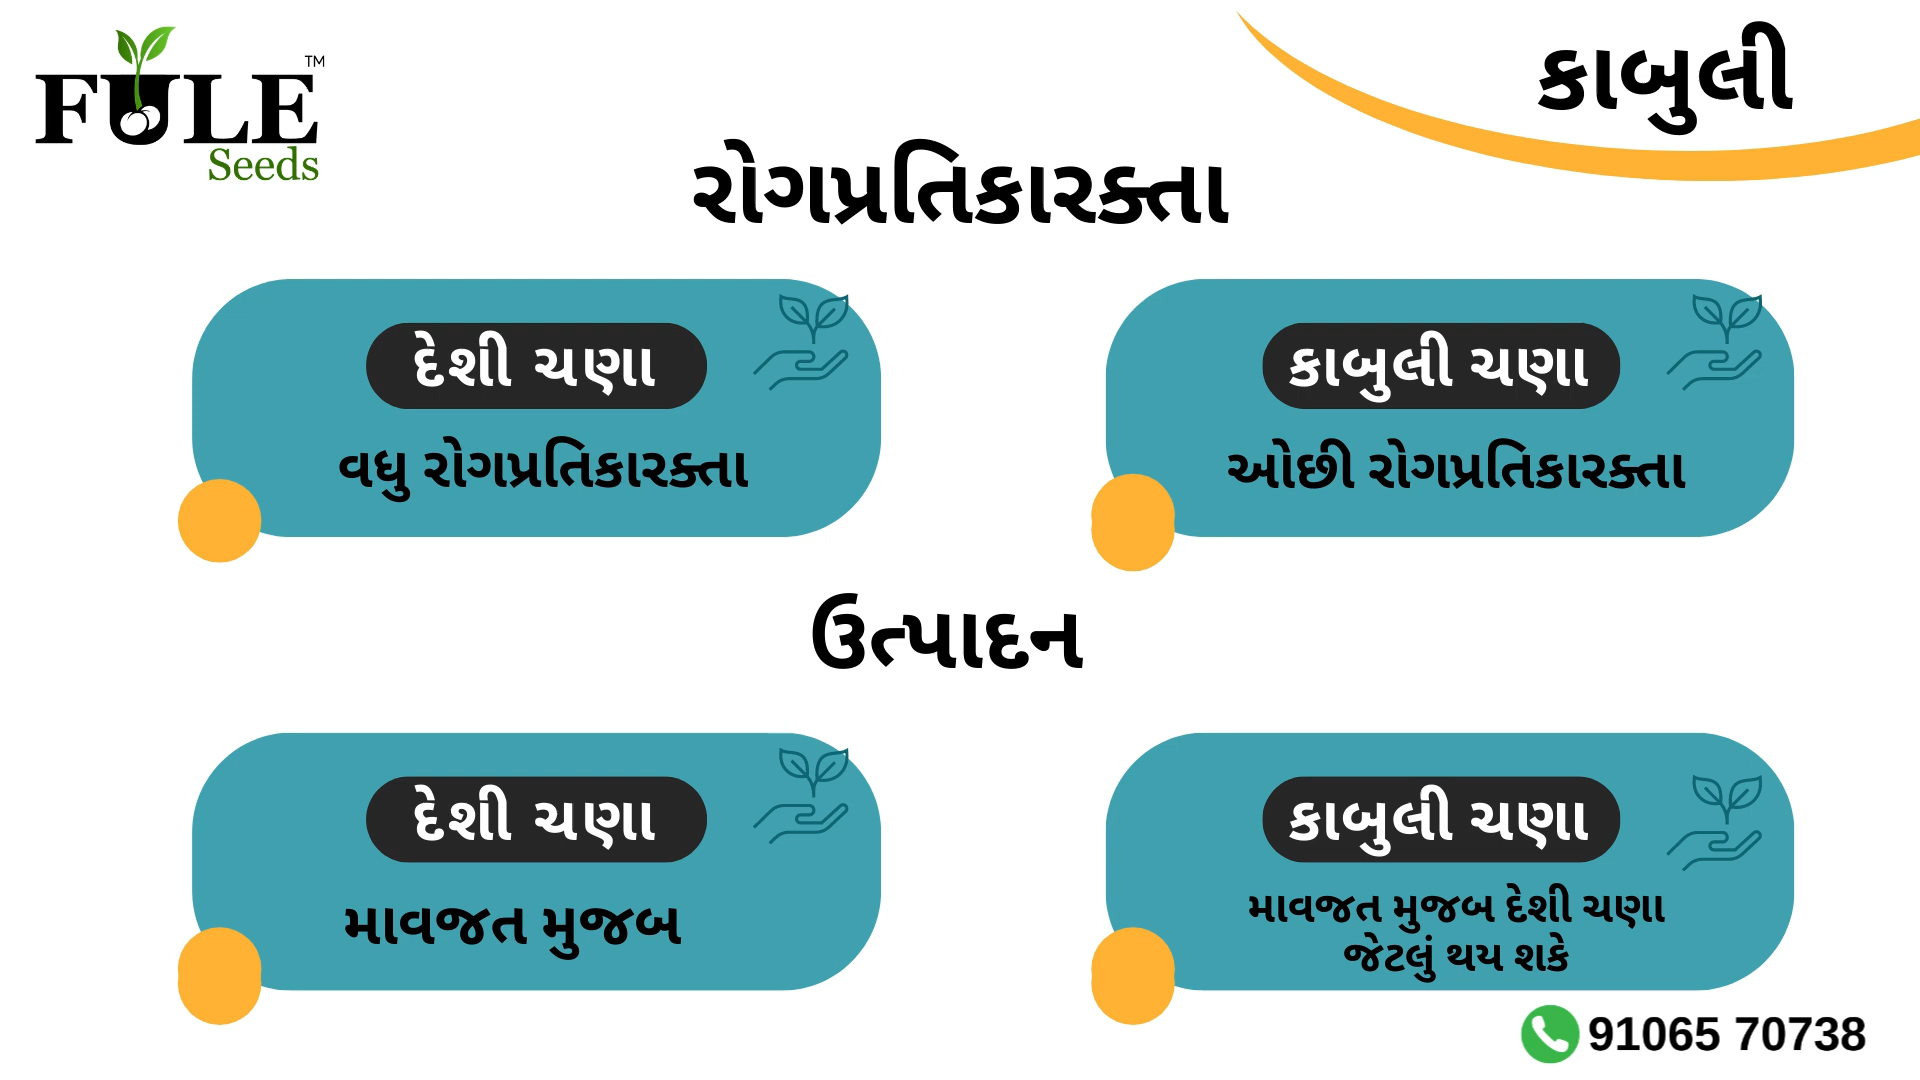 FULE™
Seeds
કાબુલી
રોગપ્રતિકારક્તા
દેશી ચણા
વધુ રોગપ્રતિકારક્તા
કાબુલી ચણા
ઓછી રોગપ્રતિકારક્તા
ઉત્પાદન
દેશી ચણા
માવજત મુજબ
કાબુલી ચણા
માવજત મુજબ દેશી ચણા
જેટલું થય શકે
91065 70738